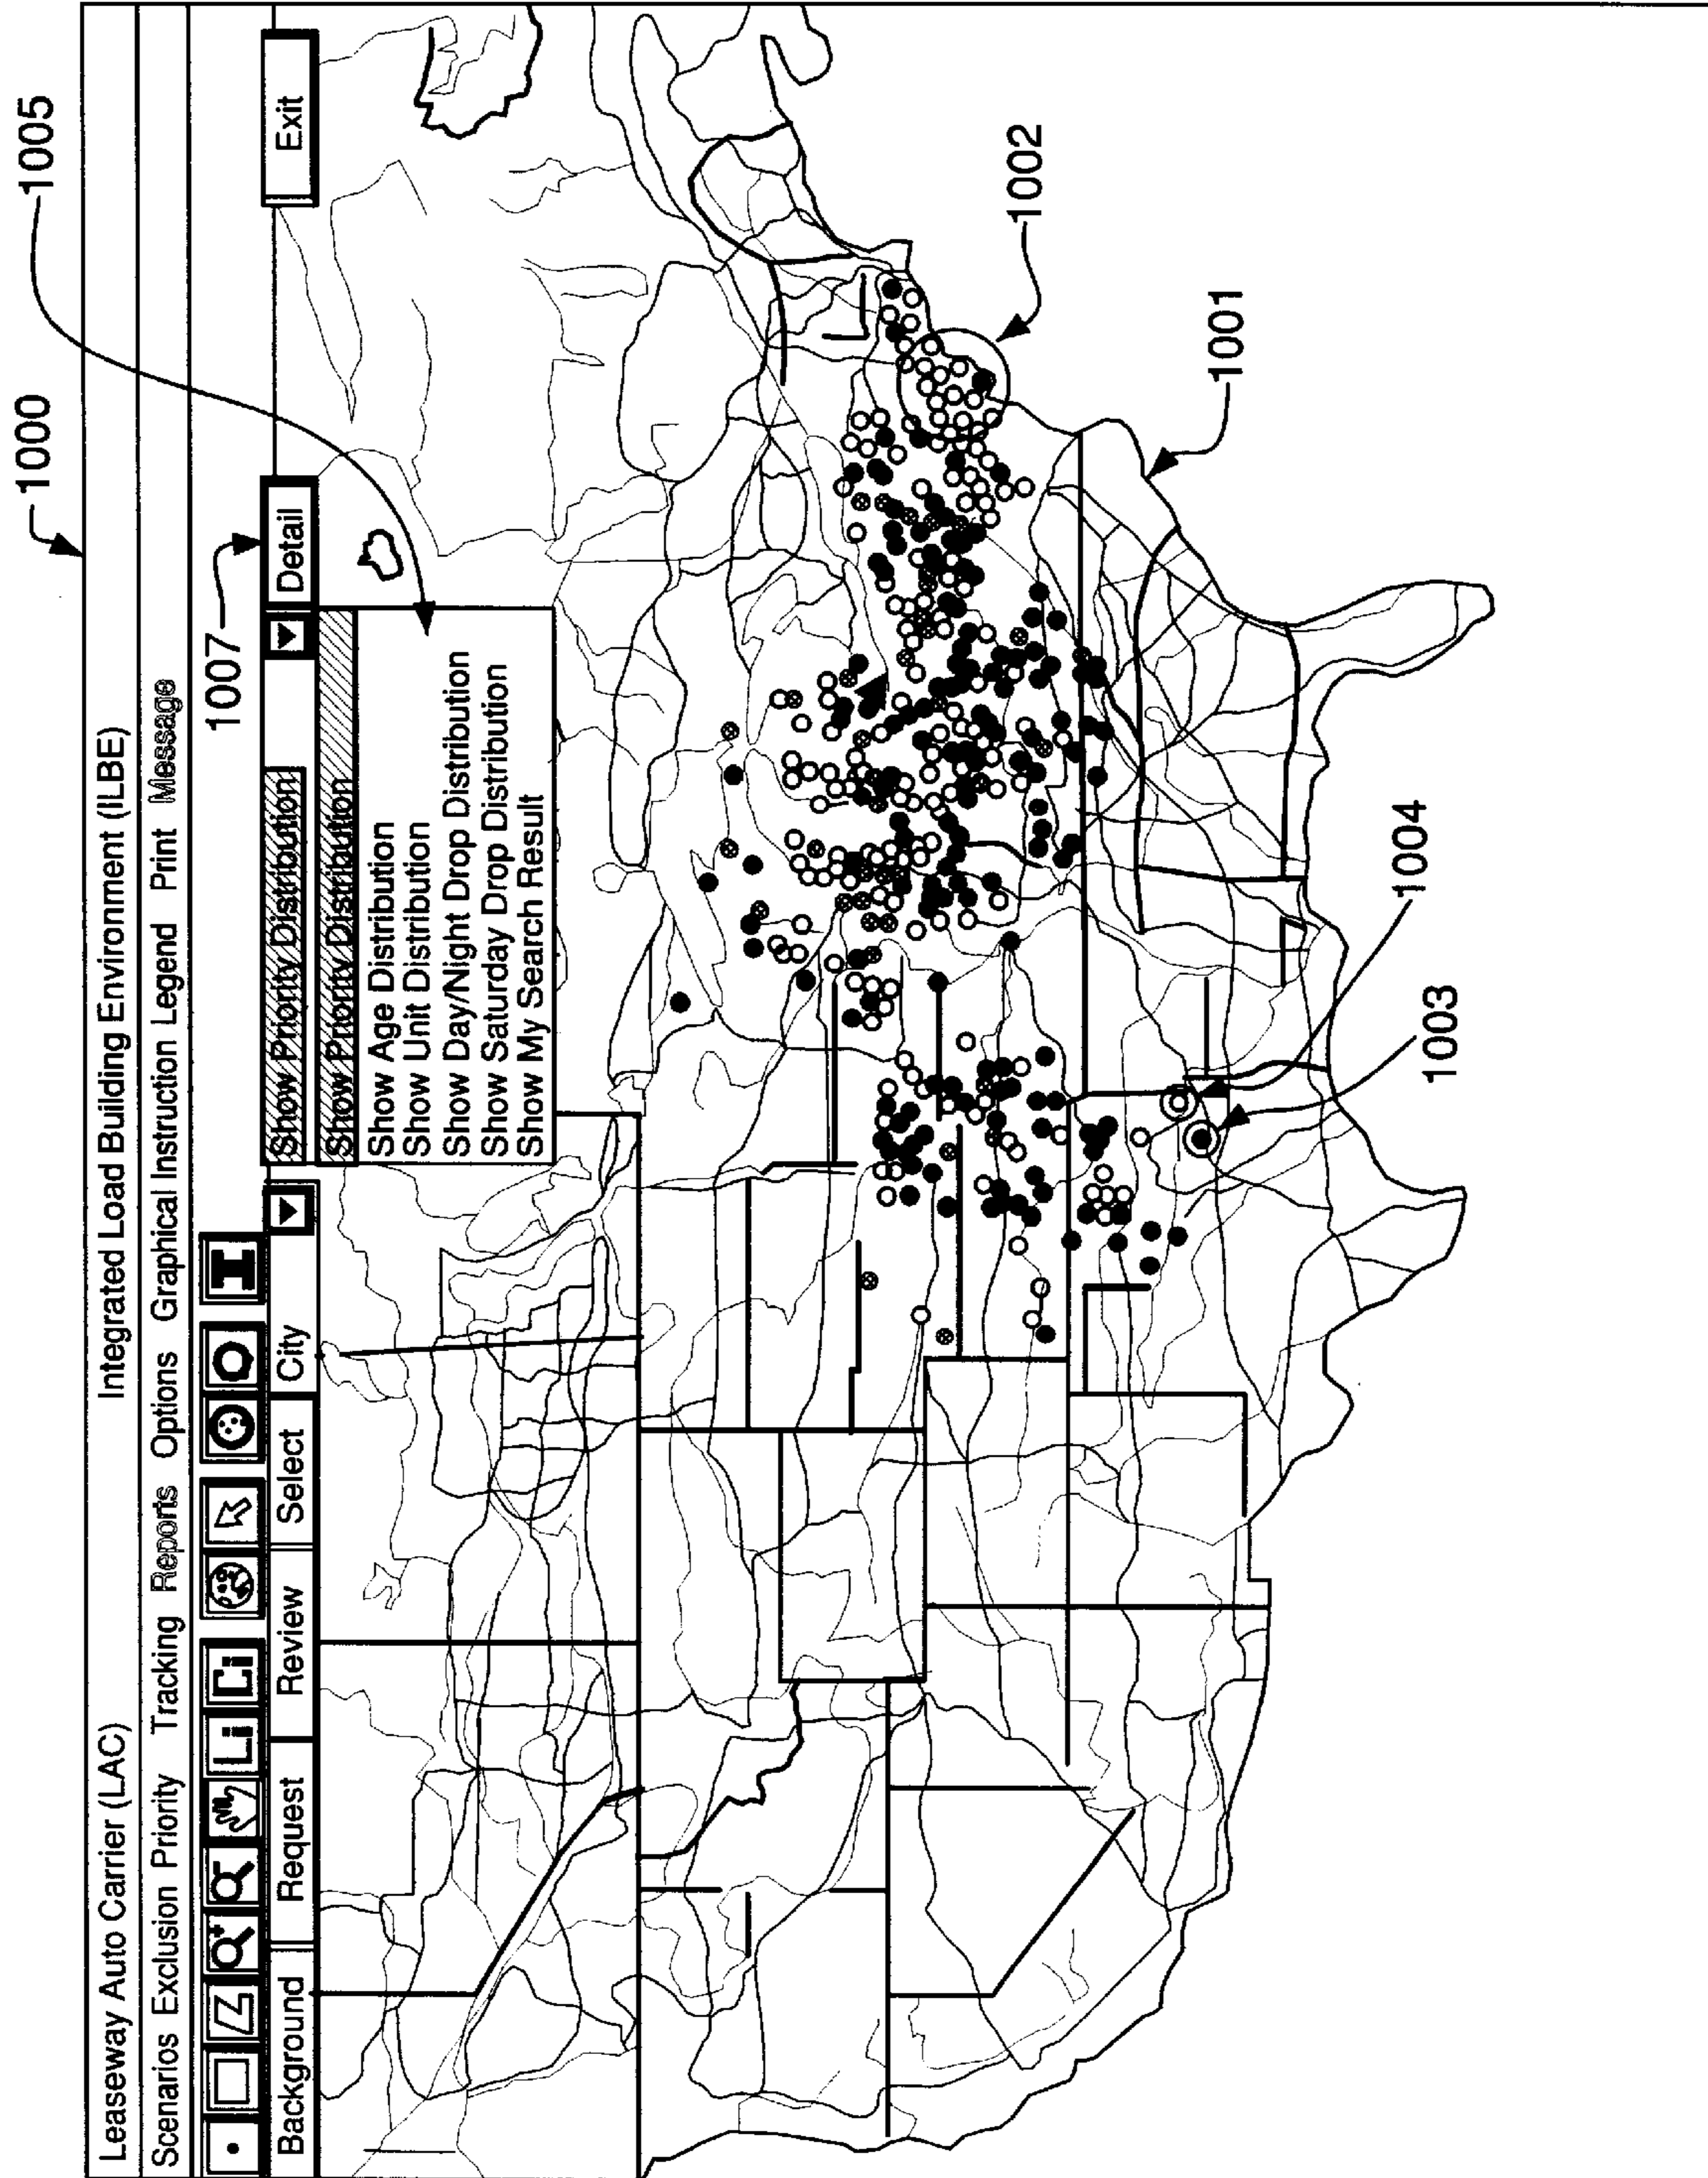 1000
1005
Leaseway Auto Carrier (LAC) Integrated Load Building Environment (ILBE)
Scenarios Exclusion Priority Tracking Reports Options Graphical Instruction Legend Print Message
1007
Li Ci I
Background Request Review Select City Show Priority Distribution Detail Exit
Show Priority Distribution
Show Age Distribution
Show Unit Distribution
Show Day/Night Drop Distribution
Show Saturday Drop Distribution
Show My Search Result
1002
1001
1004
1003